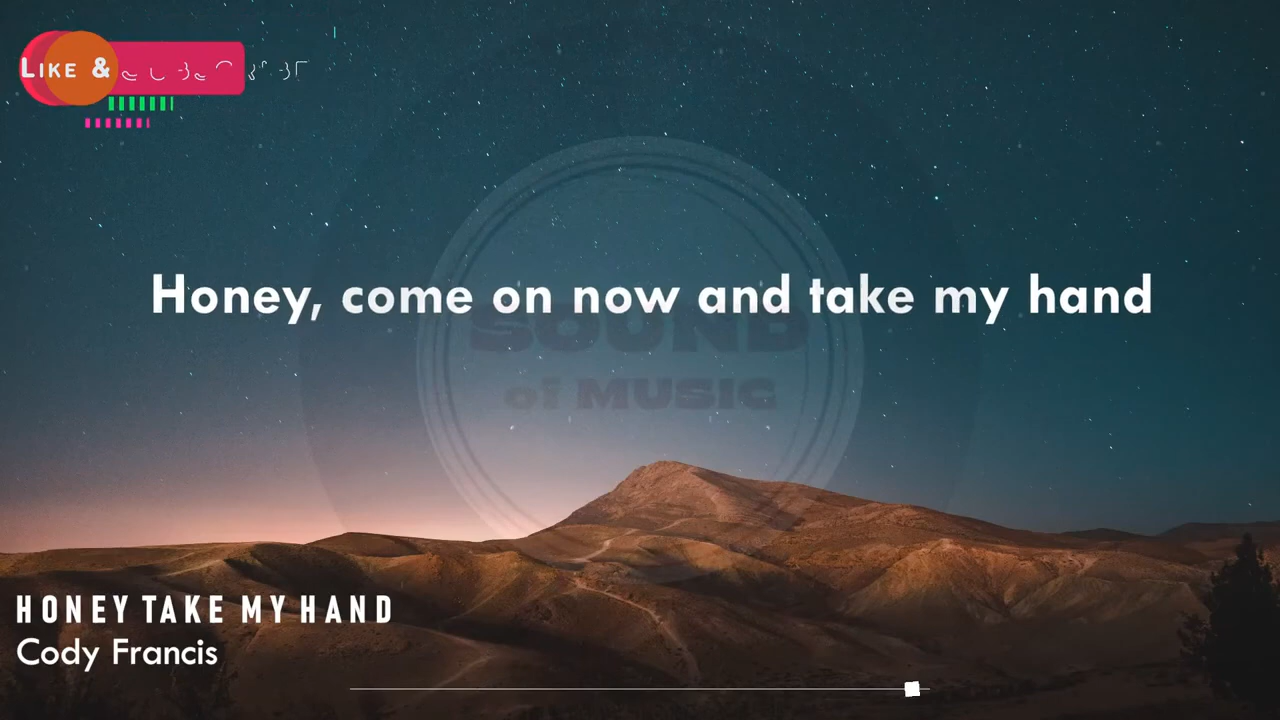 LIKE &
Honey, come on now and take my hand
SOUND
of MUSIC
HONEY TAKE MY HAND
Cody Francis